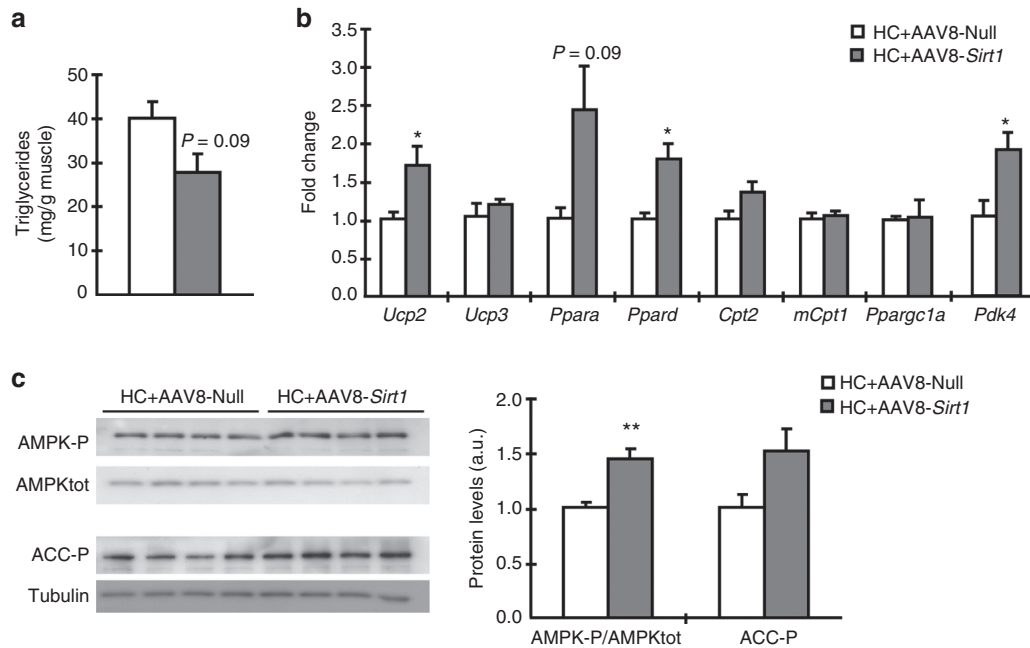 a
Triglycerides
(mg/g muscle)
50
40
30
20
10
0
P = 0.09
b
HC+AAV8-Null
HC+AAV8-Sirt1
Fold change
3.5
3.0
2.5
2.0
1.5
1.0
0.5
0.0
*
P = 0.09
*
*
Ucp2 Ucp3 Ppara Ppard Cpt2 mCpt1 Ppargc1a Pdk4
c
HC+AAV8-Null HC+AAV8-Sirt1
AMPK-P
AMPKtot
ACC-P
Tubulin
HC+AAV8-Null
HC+AAV8-Sirt1
Protein levels (a.u.)
2.0
1.5
1.0
0.5
0.0
**
AMPK-P/AMPKtot ACC-P